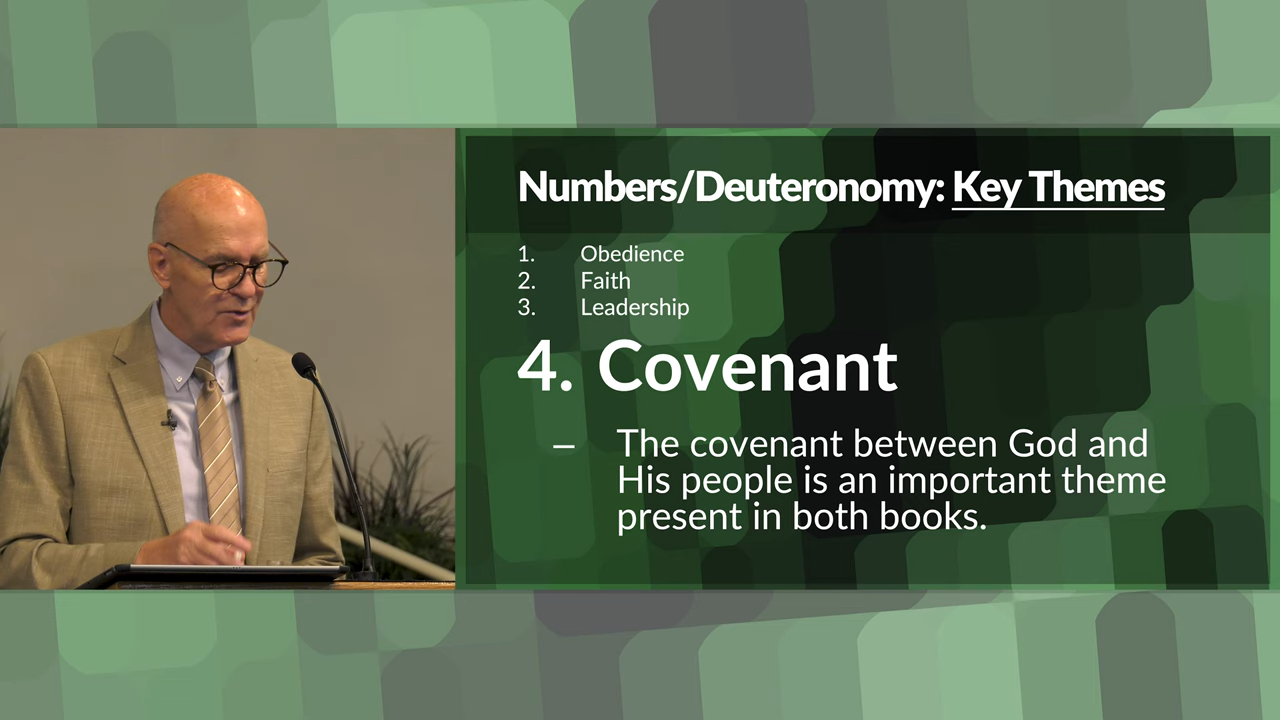 Numbers/Deuteronomy: Key Themes
1. Obedience
2. Faith
3. Leadership
4. Covenant
– The covenant between God and
His people is an important theme
present in both books.